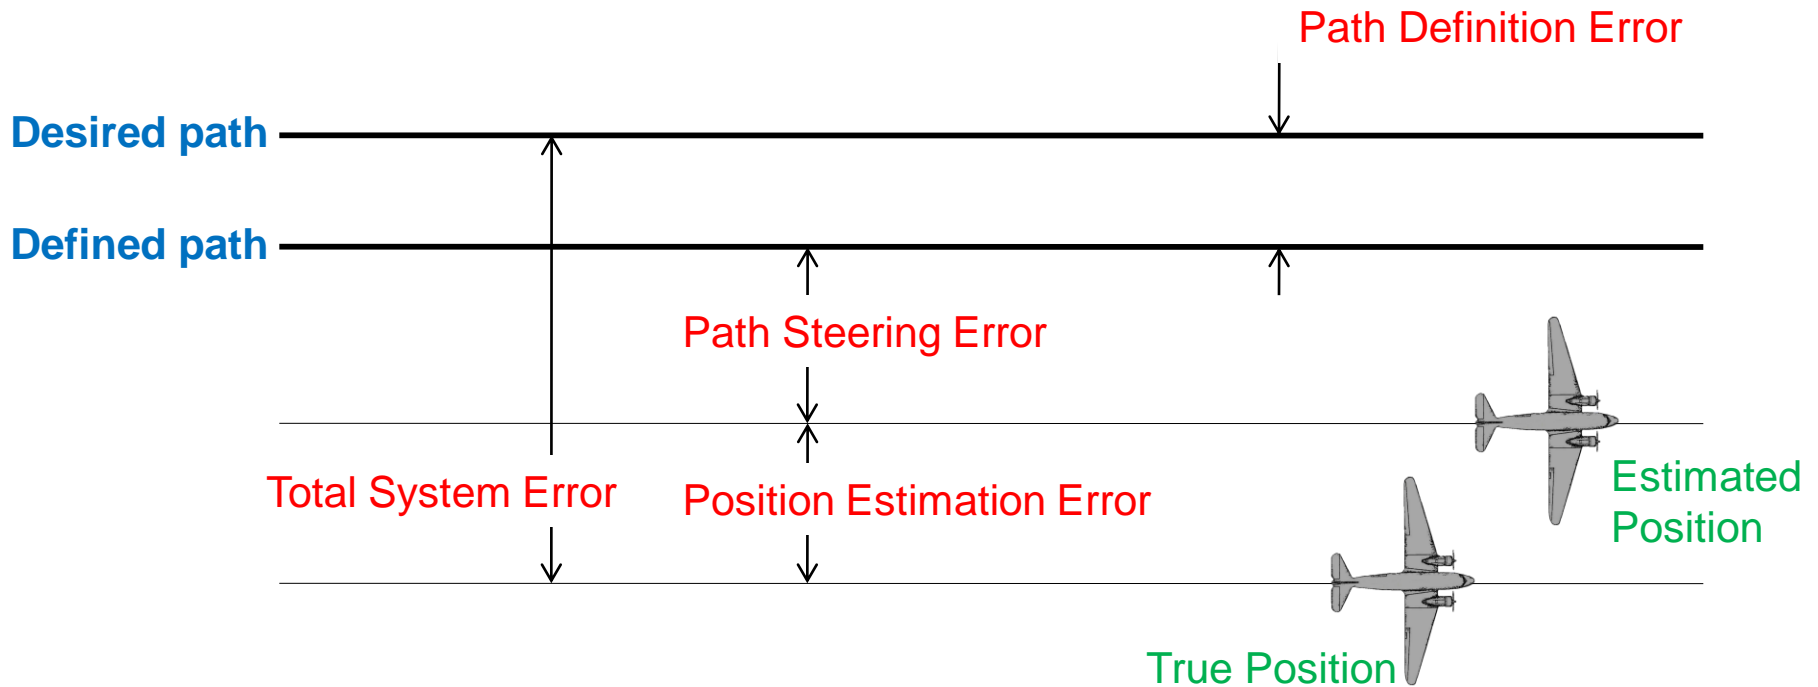 Path Definition Error
Desired path
Defined path
Path Steering Error
Total System Error
Position Estimation Error
Estimated
Position
True Position